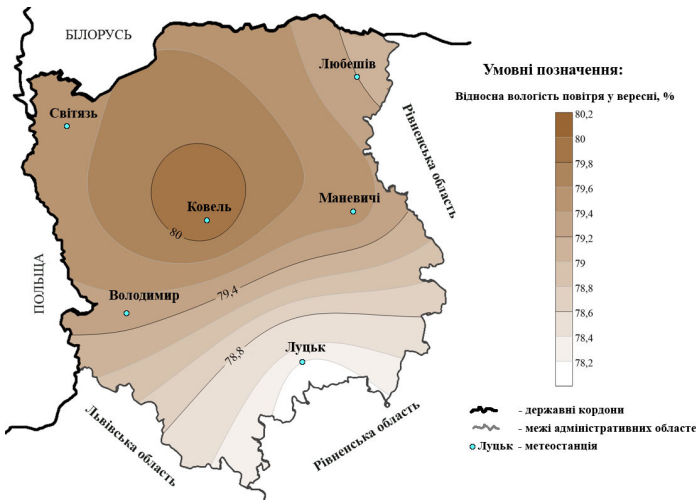 БІЛОРУСЬ
Любешів
Світязь
Рівненська область
Ковель
Маневичі
80
ПОЛЬЩА
Володимир
79,4
78,8
Луцьк
Львівська область
Рівненська область
Умовні позначення:
Відносна вологість повітря у вересні, %
80,2
80
79,8
79,6
79,4
79,2
79
78,8
78,6
78,4
78,2
- державні кордони
- межі адміністративних областе
Луцьк - метеостанція